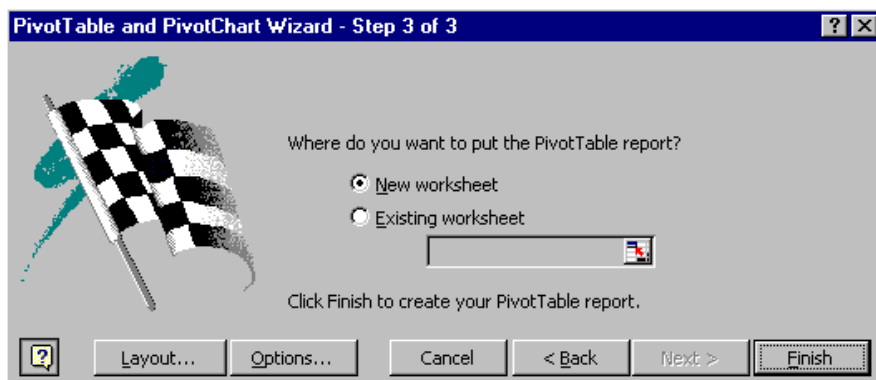 PivotTable and PivotChart Wizard - Step 3 of 3
Where do you want to put the PivotTable report?
New worksheet
Existing worksheet
Click Finish to create your PivotTable report.
Layout... Options... Cancel < Back Next > Finish